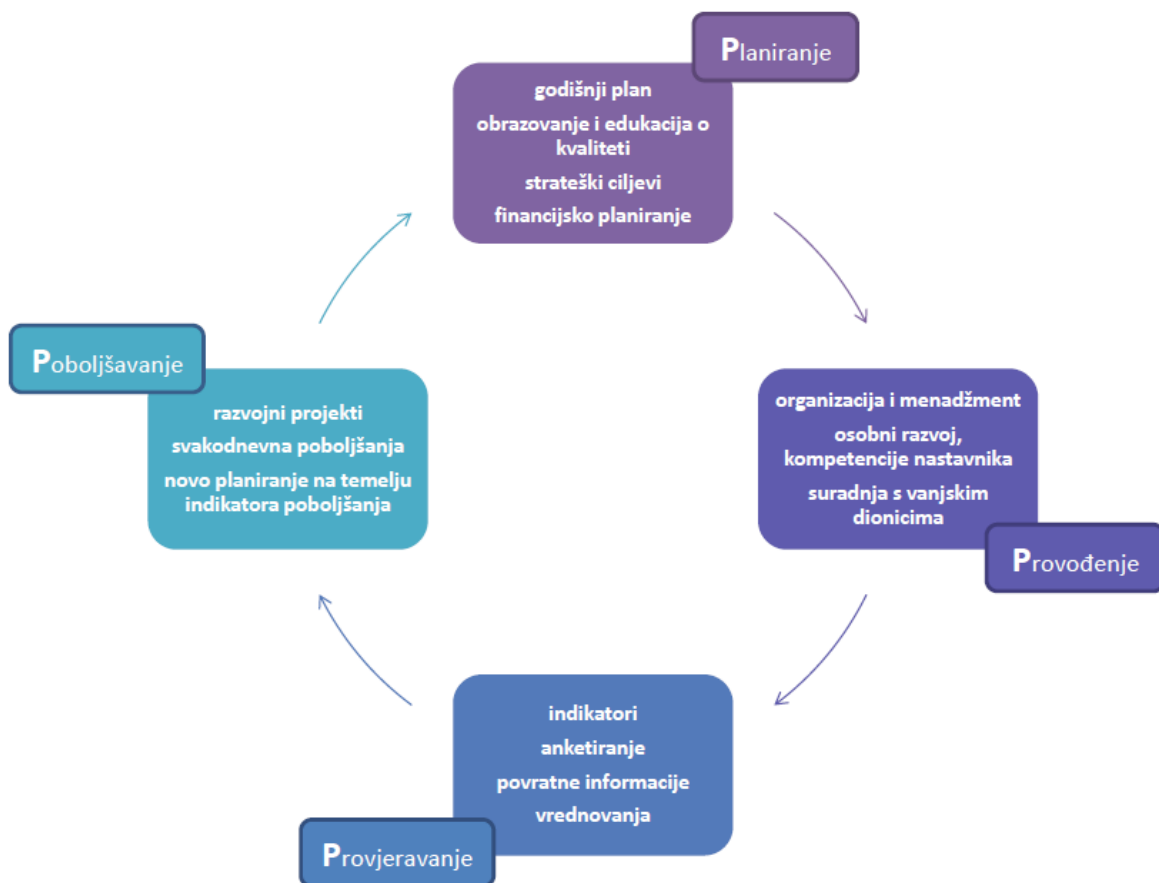 Planiranje
godišnji plan
obrazovanje i edukacija o
kvaliteti
strateški ciljevi
financijsko planiranje
organizacija i menadžment
osobni razvoj,
kompetencije nastavnika
suradnja s vanjskim
dionicima
Provođenje
indikatori
anketiranje
povratne informacije
vrednovanja
Provjeravanje
Poboljšavanje
razvojni projekti
svakodnevna poboljšanja
novo planiranje na temelju
indikatora poboljšanja